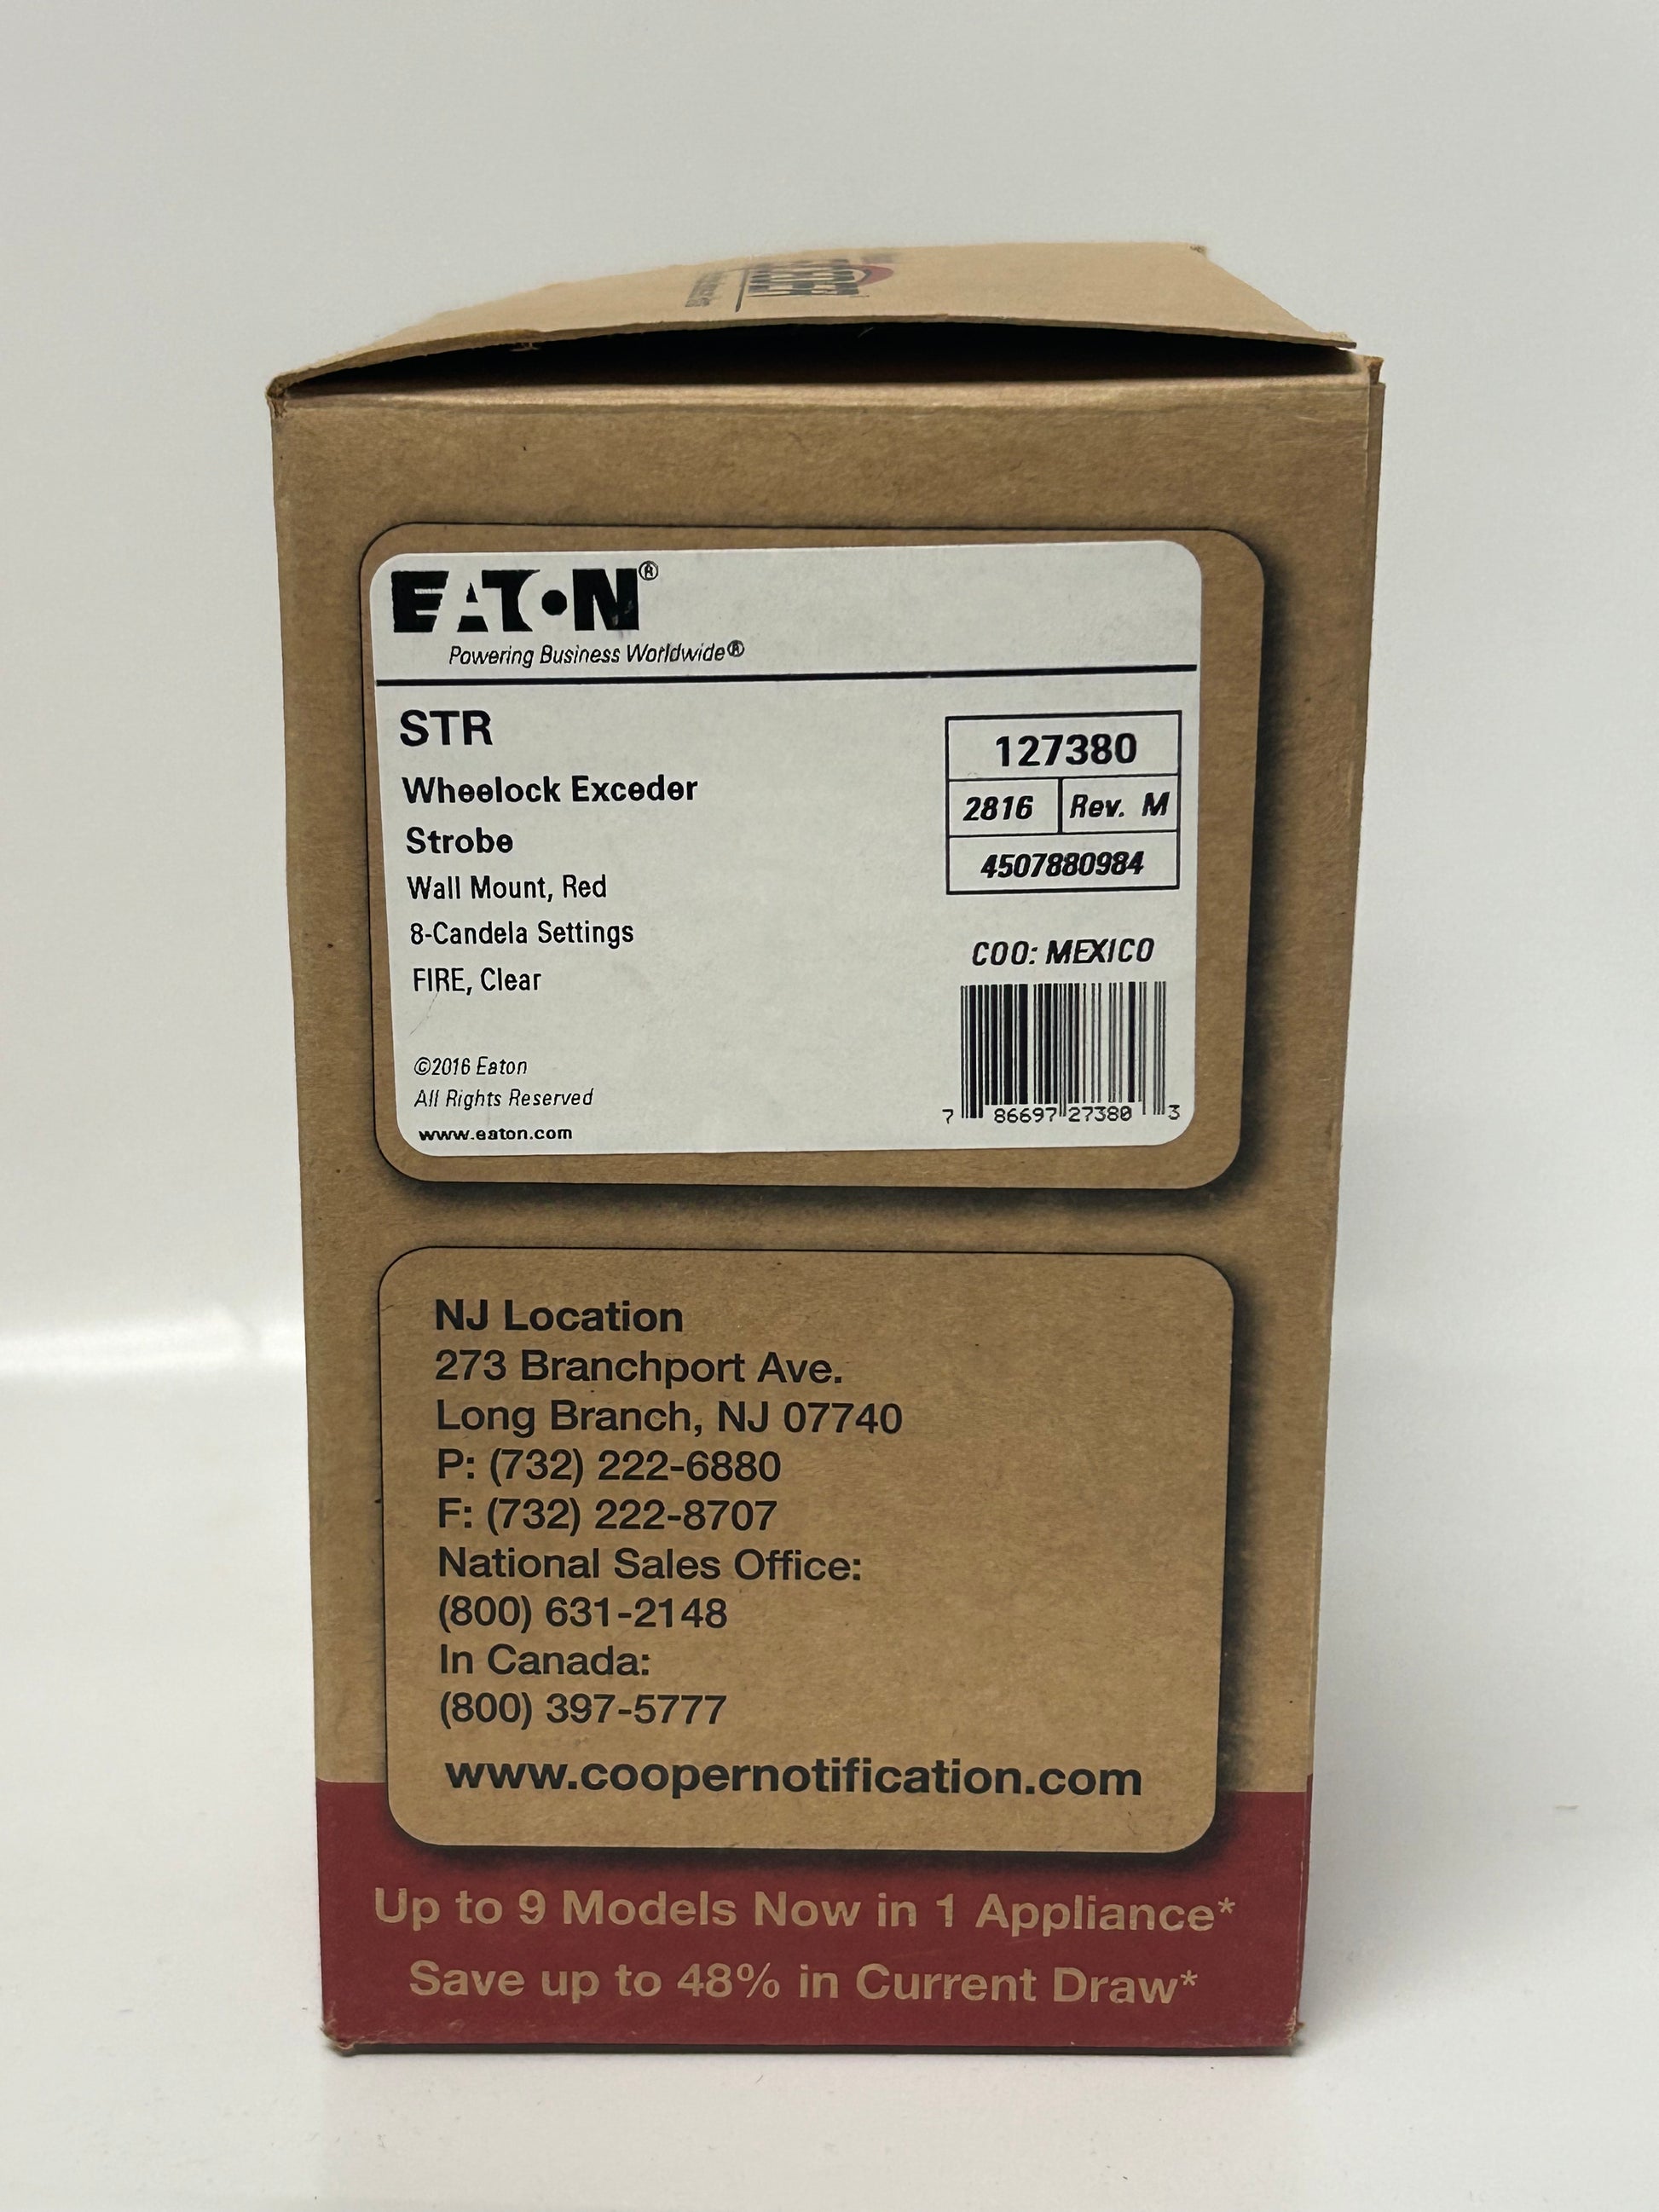 EATON®
Powering Business Worldwide®
STR
Wheelock Exceder
Strobe
Wall Mount, Red
8-Candela Settings
FIRE, Clear
©2016 Eaton
All Rights Reserved
www.eaton.com
127380
2816 Rev. M
4507880984
COO: MEXICO
7 86697 27380 3
NJ Location
273 Branchport Ave.
Long Branch, NJ 07740
P: (732) 222-6880
F: (732) 222-8707
National Sales Office:
(800) 631-2148
In Canada:
(800) 397-5777
www.coopernotification.com
Up to 9 Models Now in 1 Appliance*
Save up to 48% in Current Draw*